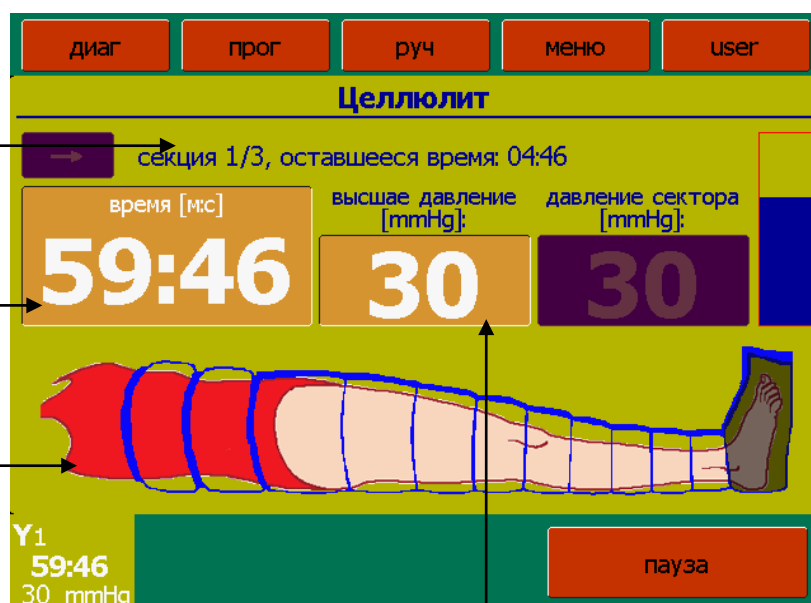 диаг прог руч меню user
Целлюлит
→ секция 1/3, оставшееся время: 04:46
время [м:с]
59:46
высшае давление
[mmHg]:
30
давление сектора
[mmHg]:
30
Y1
59:46
30 mmHg
пауза